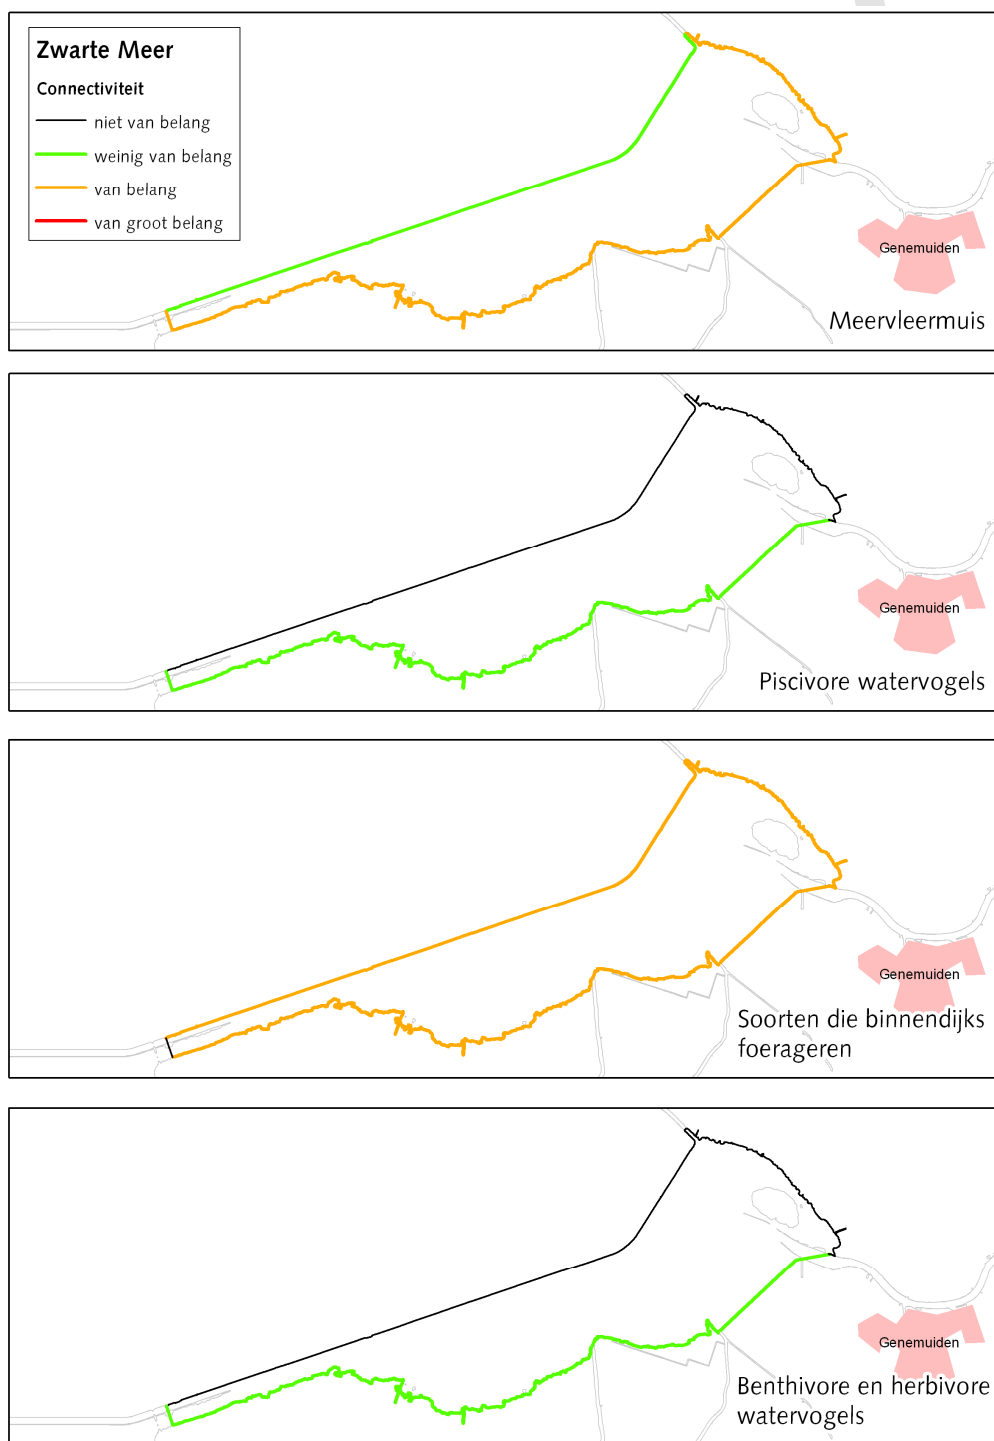 Zwarte Meer
Connectiviteit
niet van belang
weinig van belang
van belang
van groot belang
Genemuiden
Meervleermuis
Genemuiden
Piscivore watervogels
Genemuiden
Soorten die binnendijks
foerageren
Genemuiden
Benthivore en herbivore
watervogels